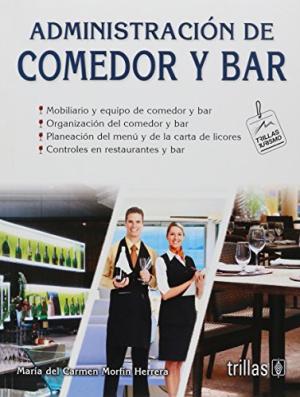 ADMINISTRACIÓN DE
COMEDOR Y BAR
Mobiliario y equipo de comedor y bar
Organización del comedor y bar
Planeación del menú y de la carta de licores
Controles en restaurantes y bar
TRILLAS
TURISMO
María del Carmen Morfín Herrera
trillas